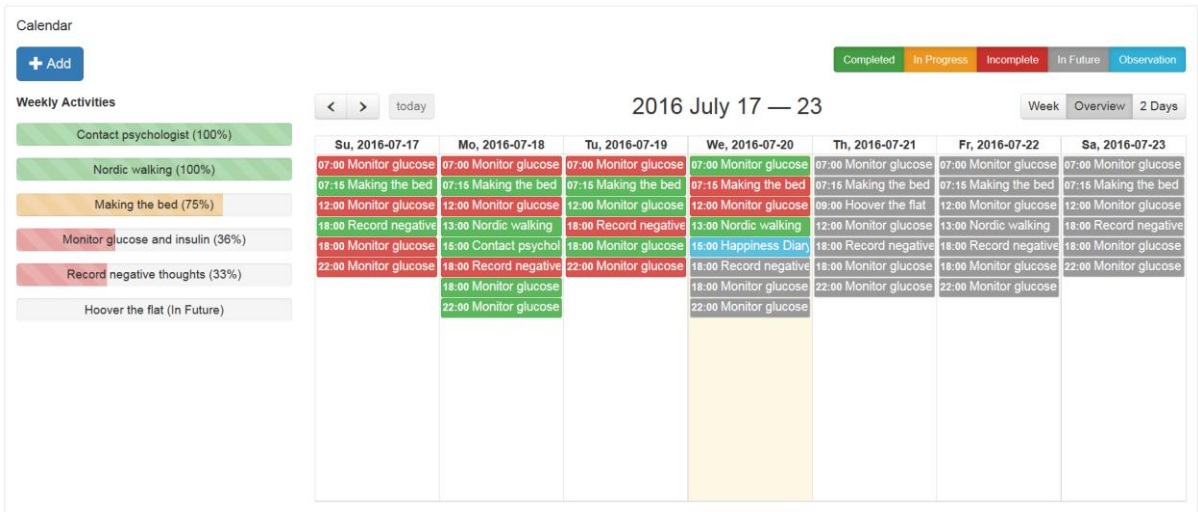 Calendar
+ Add
Completed In Progress Incomplete In Future Observation
Weekly Activities
Contact psychologist (100%)
Nordic walking (100%)
Making the bed (75%)
Monitor glucose and insulin (36%)
Record negative thoughts (33%)
Hoover the flat (In Future)
< > today 2016 July 17 — 23 Week Overview 2 Days
Su, 2016-07-17 Mo, 2016-07-18 Tu, 2016-07-19 We, 2016-07-20 Th, 2016-07-21 Fr, 2016-07-22 Sa, 2016-07-23
07:00 Monitor glucose 07:00 Monitor glucose 07:00 Monitor glucose 07:00 Monitor glucose 07:00 Monitor glucose 07:00 Monitor glucose 07:00 Monitor glucose
07:15 Making the bed 07:15 Making the bed 07:15 Making the bed 07:15 Making the bed 07:15 Making the bed 07:15 Making the bed 07:15 Making the bed
12:00 Monitor glucose 12:00 Monitor glucose 12:00 Monitor glucose 12:00 Monitor glucose 09:00 Hoover the flat 12:00 Monitor glucose 12:00 Monitor glucose
18:00 Record negative 13:00 Nordic walking 18:00 Record negative 13:00 Nordic walking 12:00 Monitor glucose 13:00 Nordic walking 18:00 Record negative
18:00 Monitor glucose 15:00 Contact psychol 18:00 Monitor glucose 15:00 Happiness Diary 18:00 Record negative 18:00 Record negative 18:00 Monitor glucose
22:00 Monitor glucose 18:00 Record negative 22:00 Monitor glucose 18:00 Record negative 18:00 Monitor glucose 18:00 Monitor glucose 22:00 Monitor glucose
18:00 Monitor glucose 18:00 Monitor glucose 22:00 Monitor glucose 22:00 Monitor glucose
22:00 Monitor glucose 22:00 Monitor glucose